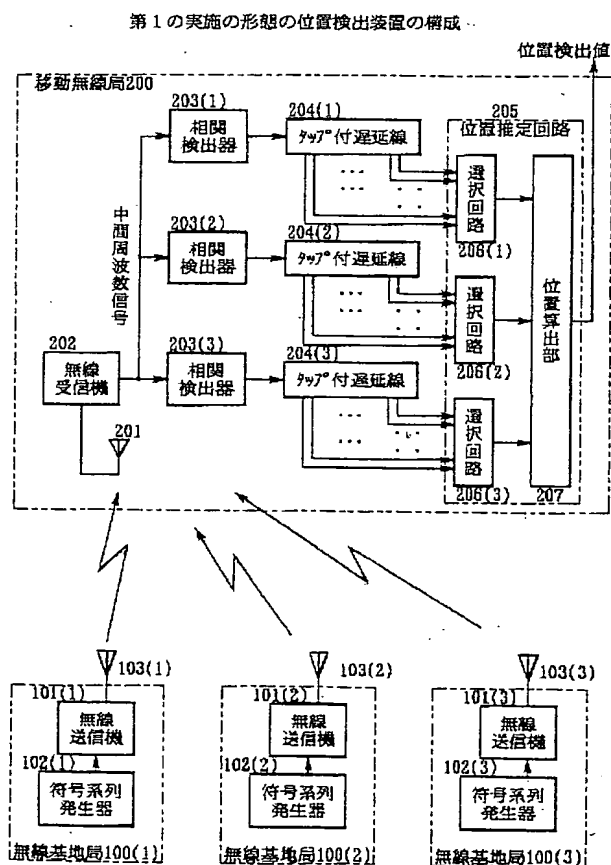 第1の実施の形態の位置検出装置の構成
位置検出値
移動無線局200
203(1)
相関
検出器
204(1)
タップ付遅延線
205
位置推定回路
選択回路
206(1)
中間周波数信号
203(2)
相関
検出器
204(2)
タップ付遅延線
選択回路
206(2)
位置算出部
202
無線
受信機
203(3)
相関
検出器
204(3)
タップ付遅延線
選択回路
206(3)
207
201
103(1)
101(1)
無線
送信機
102(1)
符号系列
発生器
無線基地局100(1)
103(2)
101(2)
無線
送信機
102(2)
符号系列
発生器
無線基地局100(2)
103(3)
101(3)
無線
送信機
102(3)
符号系列
発生器
無線基地局100(3)